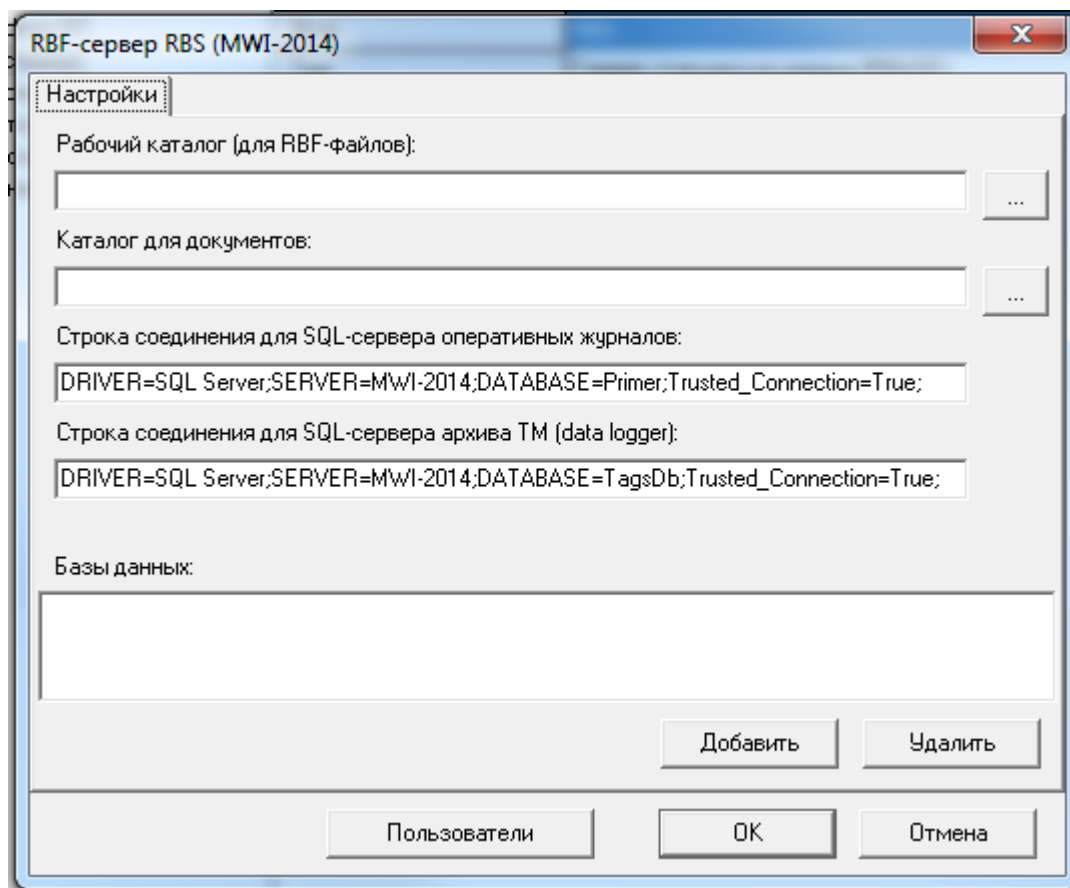 RBF-сервер RBS (MWI-2014)
Настройки
Рабочий каталог (для RBF-файлов):
...
Каталог для документов:
...
Строка соединения для SQL-сервера оперативных журналов:
DRIVER=SQL Server;SERVER=MWI-2014;DATABASE=Primer;Trusted_Connection=True;
Строка соединения для SQL-сервера архива ТМ (data logger):
DRIVER=SQL Server;SERVER=MWI-2014;DATABASE=TagsDb;Trusted_Connection=True;
Базы данных:
Добавить Удалить
Пользователи OK Отмена